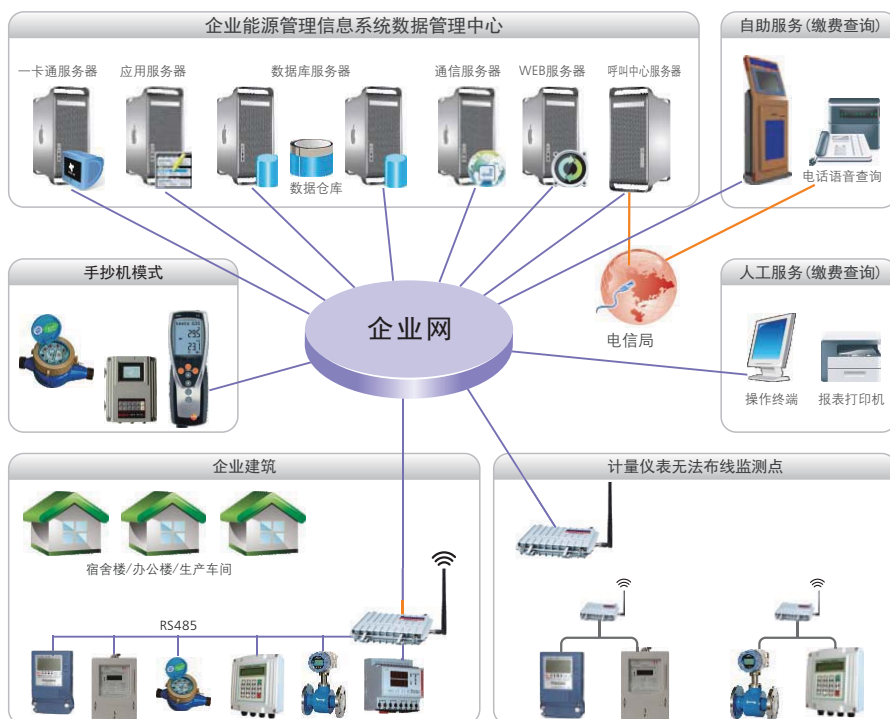 企业能源管理信息系统数据管理中心
一卡通服务器
应用服务器
数据库服务器
通信服务器
WEB服务器
呼叫中心服务器
数据仓库
自助服务(缴费查询)
电话语音查询
手抄机模式
企业网
电信局
人工服务(缴费查询)
操作终端
报表打印机
企业建筑
宿舍楼/办公楼/生产车间
RS485
计量仪表无法布线监测点